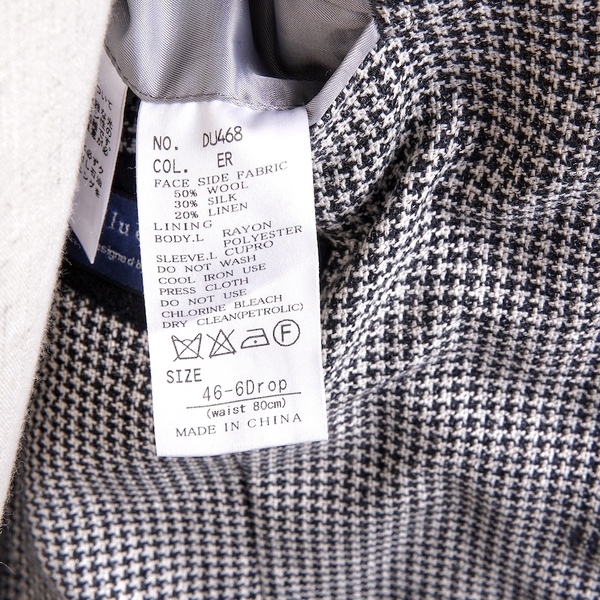 NO. DU468
COL. ER
FACE SIDE FABRIC
50% WOOL
30% SILK
20% LINEN
LINING
BODY.L RAYON
POLYESTER
SLEEVE.L CUPRO
DO NOT WASH
COOL IRON USE
PRESS CLOTH
DO NOT USE
CHLORINE BLEACH
DRY CLEAN(PETROLIC)
F
SIZE
46-6Drop
(waist 80cm)
MADE IN CHINA